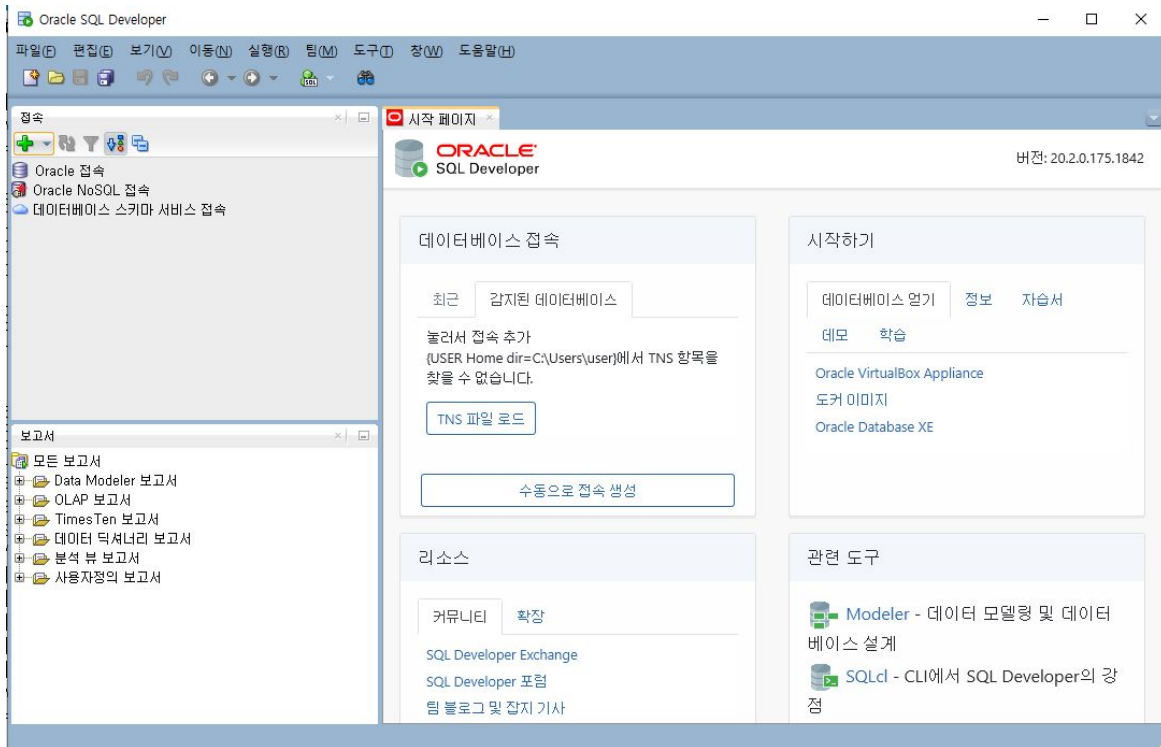 Oracle SQL Developer
파일(F) 편집(E) 보기(V) 이동(N) 실행(R) 팀(M) 도구(T) 창(W) 도움말(H)
접속
Oracle 접속
Oracle NoSQL 접속
데이터베이스 스키마 서비스 접속
보고서
모든 보고서
Data Modeler 보고서
OLAP 보고서
TimesTen 보고서
데이터 딕셔너리 보고서
분석 뷰 보고서
사용자정의 보고서
시작 페이지
ORACLE
SQL Developer
버전: 20.2.0.175.1842
데이터베이스 접속
최근 감지된 데이터베이스
눌러서 접속 추가
{USER Home dir=C:\Users\user}에서 TNS 항목을
찾을 수 없습니다.
TNS 파일 로드
수동으로 접속 생성
시작하기
데이터베이스 얻기 정보 자습서
데모 학습
Oracle VirtualBox Appliance
도커 이미지
Oracle Database XE
리소스
커뮤니티 확장
SQL Developer Exchange
SQL Developer 포럼
팀 블로그 및 잡지 기사
관련 도구
Modeler - 데이터 모델링 및 데이터
베이스 설계
SQLcl - CLI에서 SQL Developer의 강
점